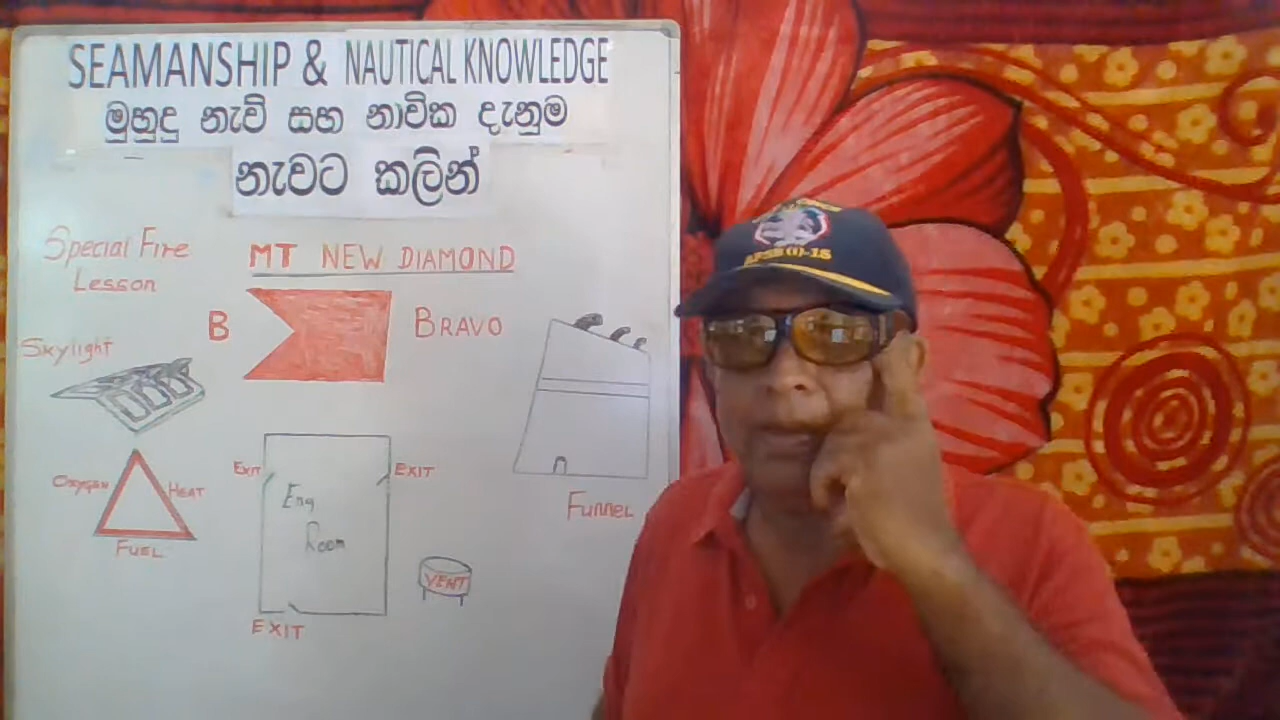 SEAMANSHIP & NAUTICAL KNOWLEDGE
මුහුදු නැවි සහ නාවික දැනුම
නැවට කලින්
Special Fire
Lesson
MT NEW DIAMOND
B
BRAVO
Skylight
OXYGEN
HEAT
FUEL
EXIT
EXIT
Eng
Room
EXIT
VENT
Funnel